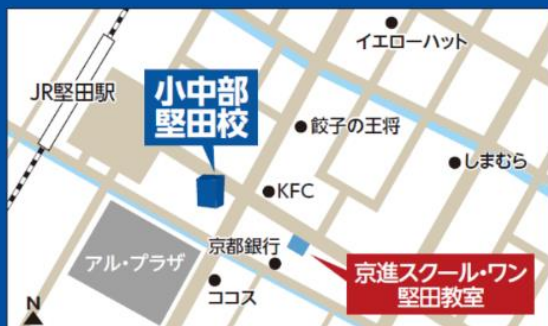 イエローハット
JR堅田駅
小中部
堅田校
餃子の王将
しまむら
KFC
京都銀行
アル・プラザ
京進スクール・ワン
堅田教室
ココス
N